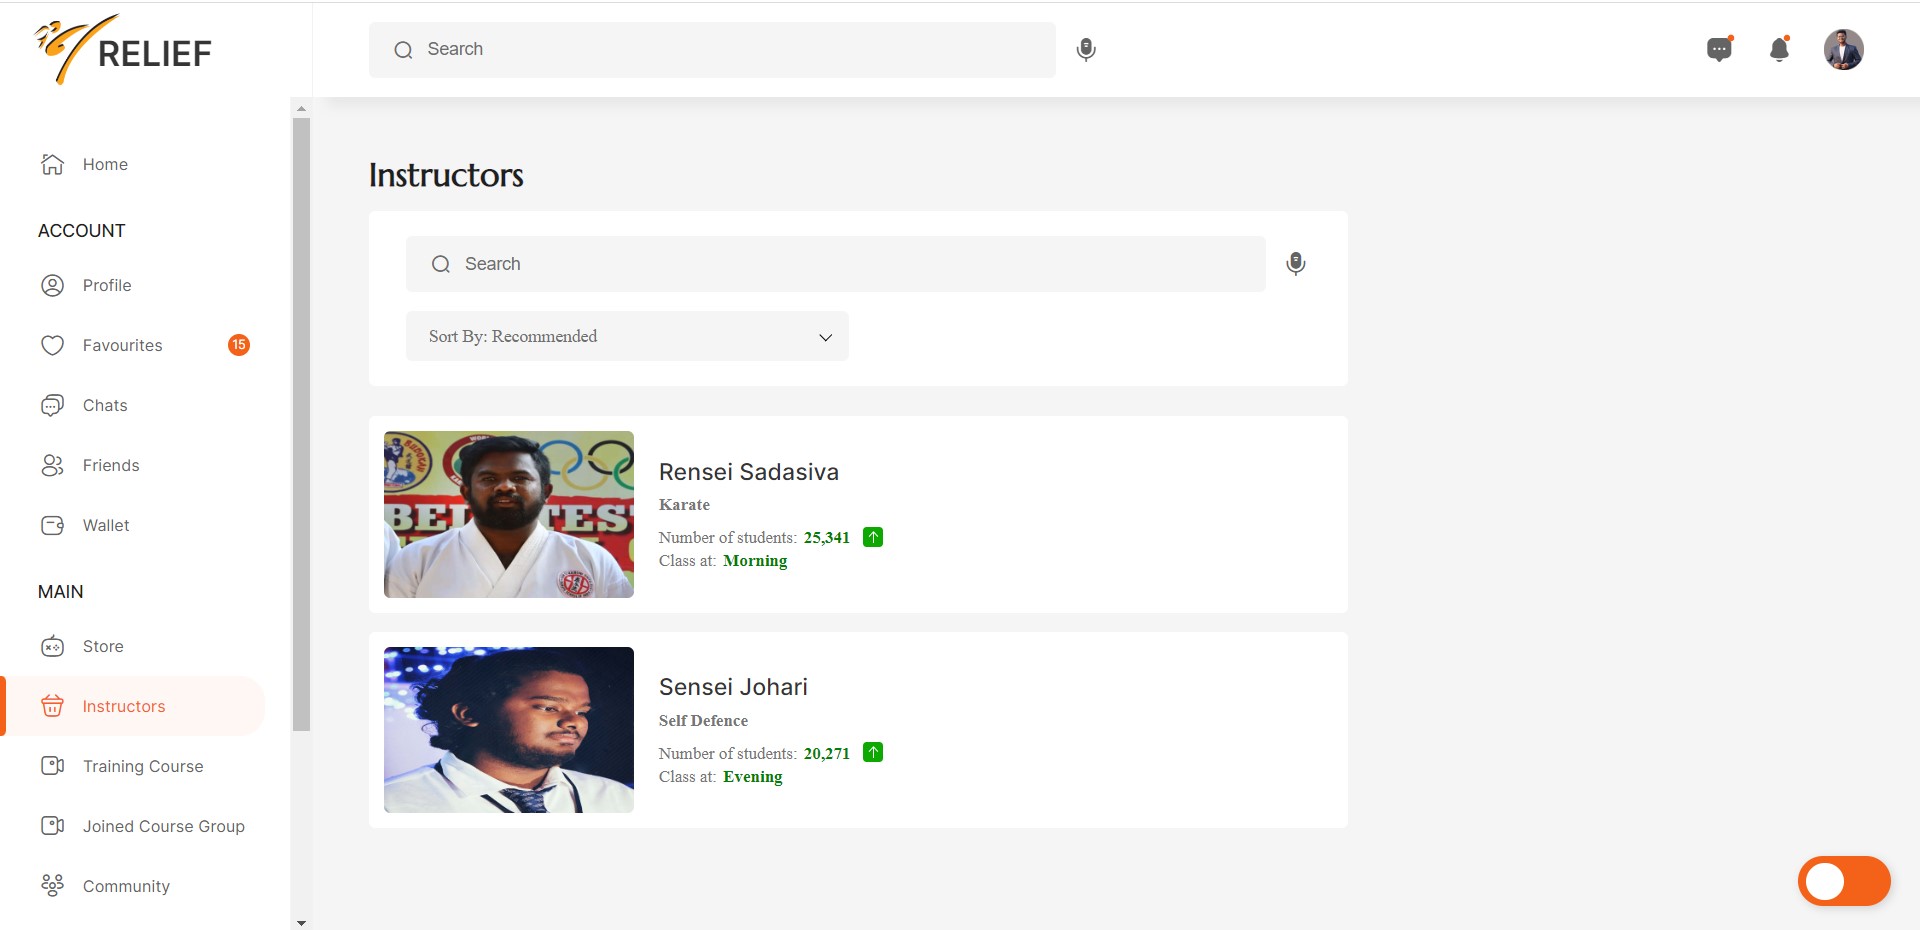 RELIEF
Search
Home
ACCOUNT
Profile
Favourites 15
Chats
Friends
Wallet
MAIN
Store
Instructors
Training Course
Joined Course Group
Community
Instructors
Search
Sort By: Recommended
Rensei Sadasiva
Karate
Number of students: 25,341
Class at: Morning
Sensei Johari
Self Defence
Number of students: 20,271
Class at: Evening